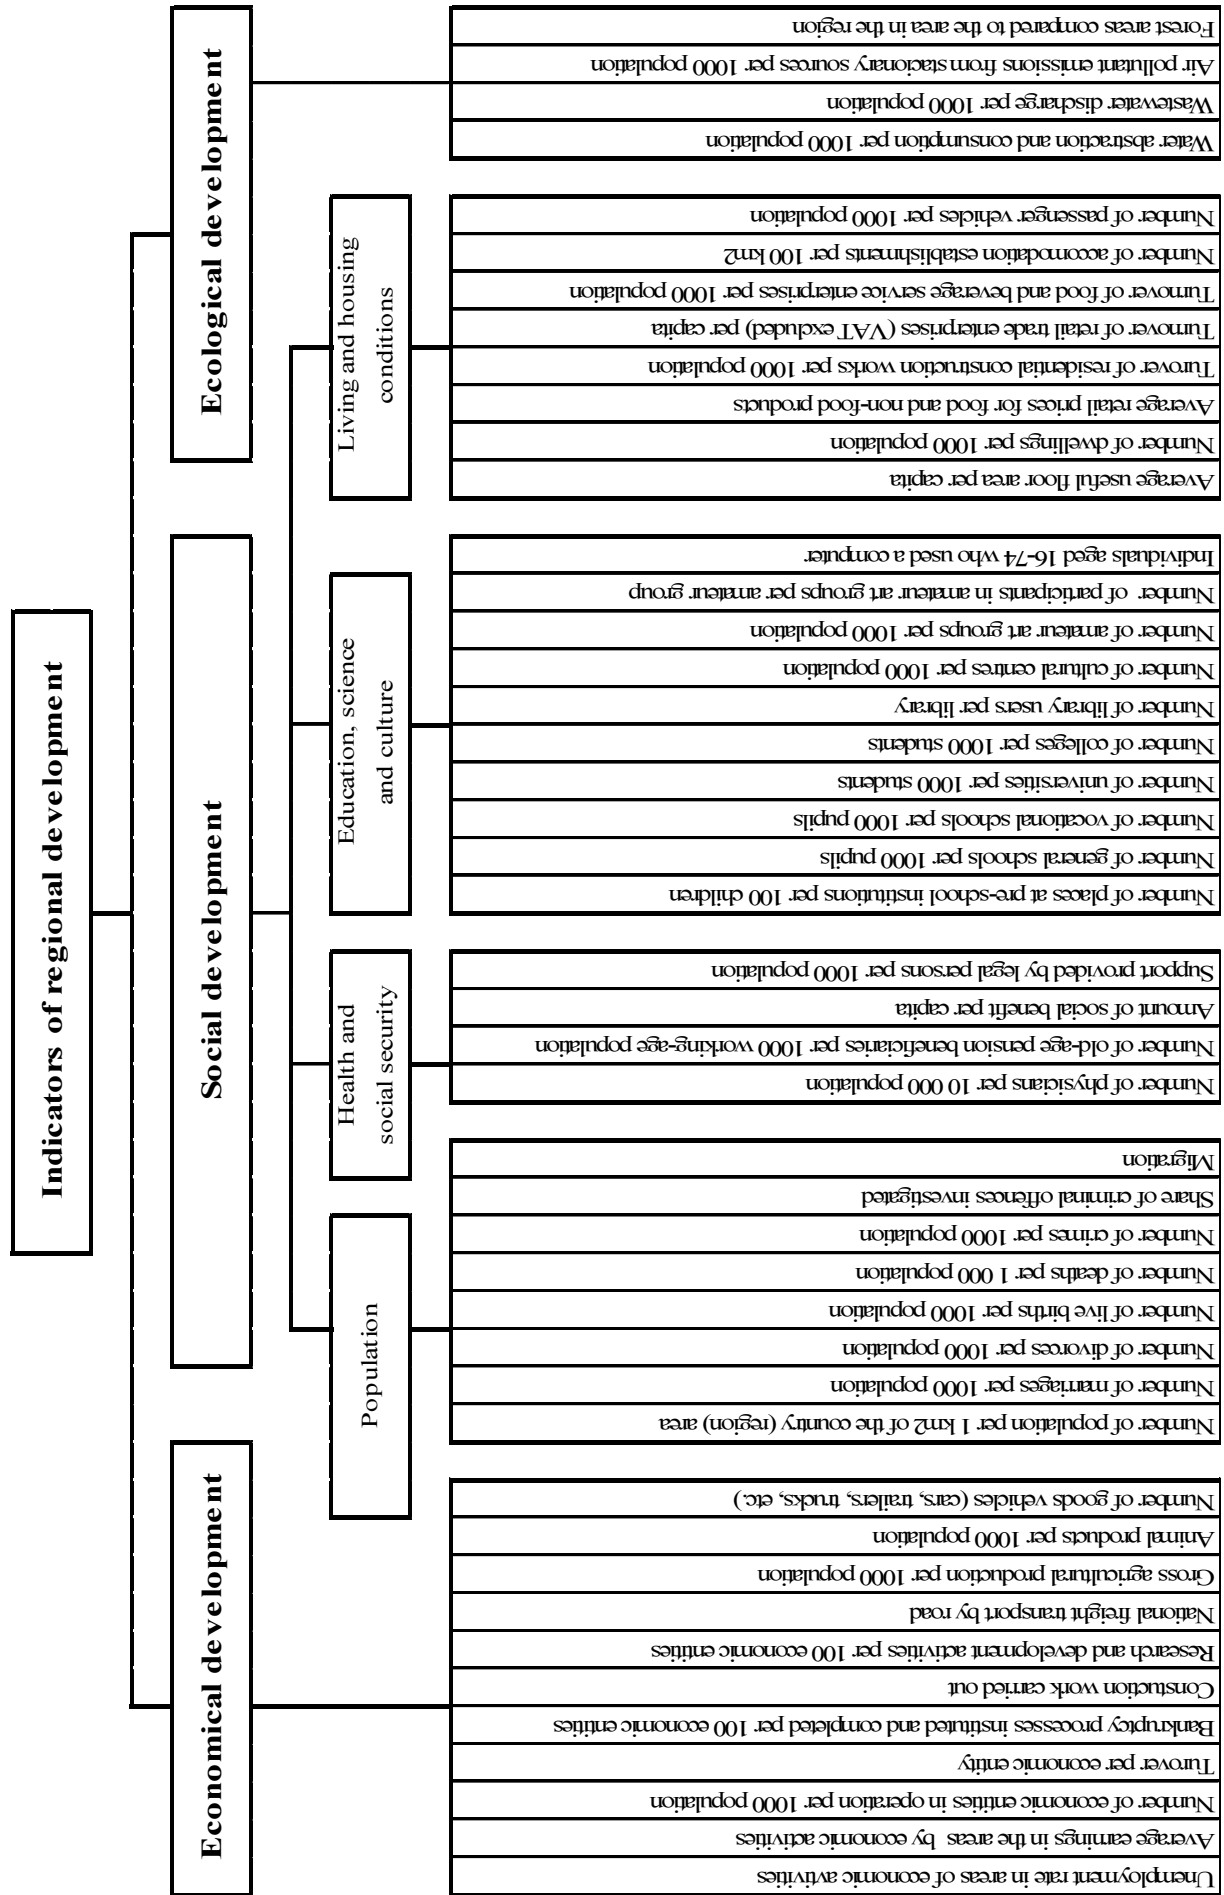 Indicators of regional development
Economical development
Social development
Ecological development
Population
Health and
social security
Education, science
and culture
Living and housing
conditions
Unemployment rate in areas of economic avtivities
Average earnings in the areas by economic activities
Number of economic entities in operation per 1000 population
Turover per economic entity
Bankruptcy processes instituted and completed per 100 economic entities
Constuction work carried out
Research and development activities per 100 economic entities
National freight transport by road
Gross agricultural production per 1000 population
Animal products per 1000 population
Number of goods vehicles (cars, trailers, trucks, etc.)
Number of population per 1 km2 of the country (region) area
Number of marriages per 1000 population
Number of divorces per 1000 population
Number of live births per 1000 population
Number of deaths per 1 000 population
Number of crimes per 1000 population
Share of criminal offences investigated
Migration
Number of physicians per 10 000 population
Number of old-age pension beneficiaries per 1000 working-age population
Amount of social benefit per capita
Support provided by legal persons per 1000 population
Number of places at pre-school institutions per 100 children
Number of general schools per 1000 pupils
Number of vocational schools per 1000 pupils
Number of universities per 1000 students
Number of colleges per 1000 students
Number of library users per library
Number of cultural centres per 1000 population
Number of amateur art groups per 1000 population
Number of participants in amateur art groups per amateur group
Individuals aged 16-74 who used a computer
Average useful floor area per capita
Number of dwellings per 1000 population
Average retail prices for food and non-food products
Turover of residential construction works per 1000 population
Turnover of retail trade enterprises (VAT excluded) per capita
Turnover of food and beverage service enterprises per 1000 population
Number of accomodation establishments per 100 km2
Number of passenger vehicles per 1000 population
Water abstraction and consumption per 1000 population
Wastewater discharge per 1000 population
Air pollutant emissions from stacionary sources per 1000 population
Forest areas compared to the area in the region